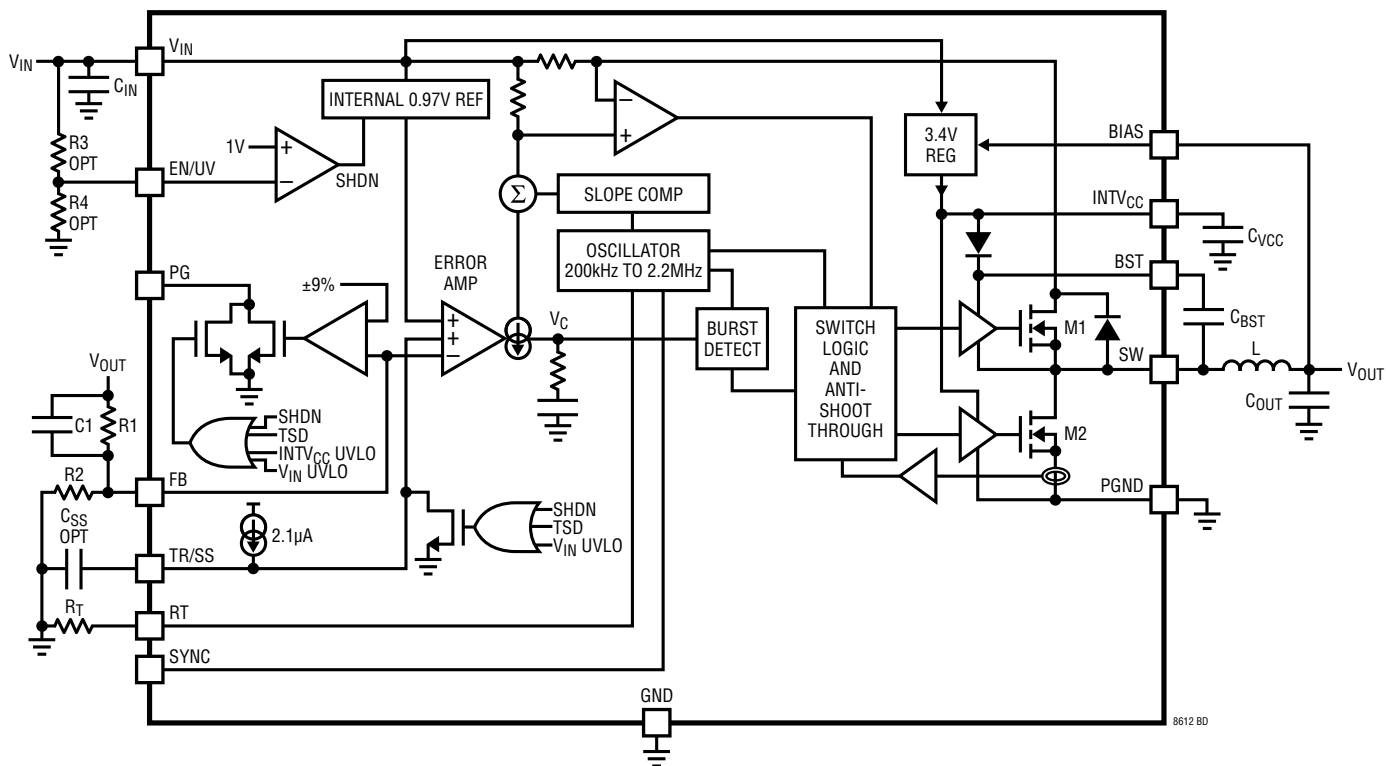 VIN
VIN
CIN
R3
OPT
R4
OPT
EN/UV
1V
+
−
SHDN
INTERNAL 0.97V REF
−
+
3.4V
REG
BIAS
INTVCC
CVCC
Σ
SLOPE COMP
OSCILLATOR
200kHz TO 2.2MHz
PG
±9%
ERROR
AMP
+
+
−
VC
BURST
DETECT
SWITCH
LOGIC
AND
ANTI-
SHOOT
THROUGH
BST
CBST
M1
SW
L
VOUT
COUT
M2
PGND
VOUT
C1
R1
SHDN
TSD
INTVCC UVLO
VIN UVLO
R2
FB
CSS
OPT
2.1µA
TR/SS
SHDN
TSD
VIN UVLO
RT
RT
SYNC
GND
8612 BD